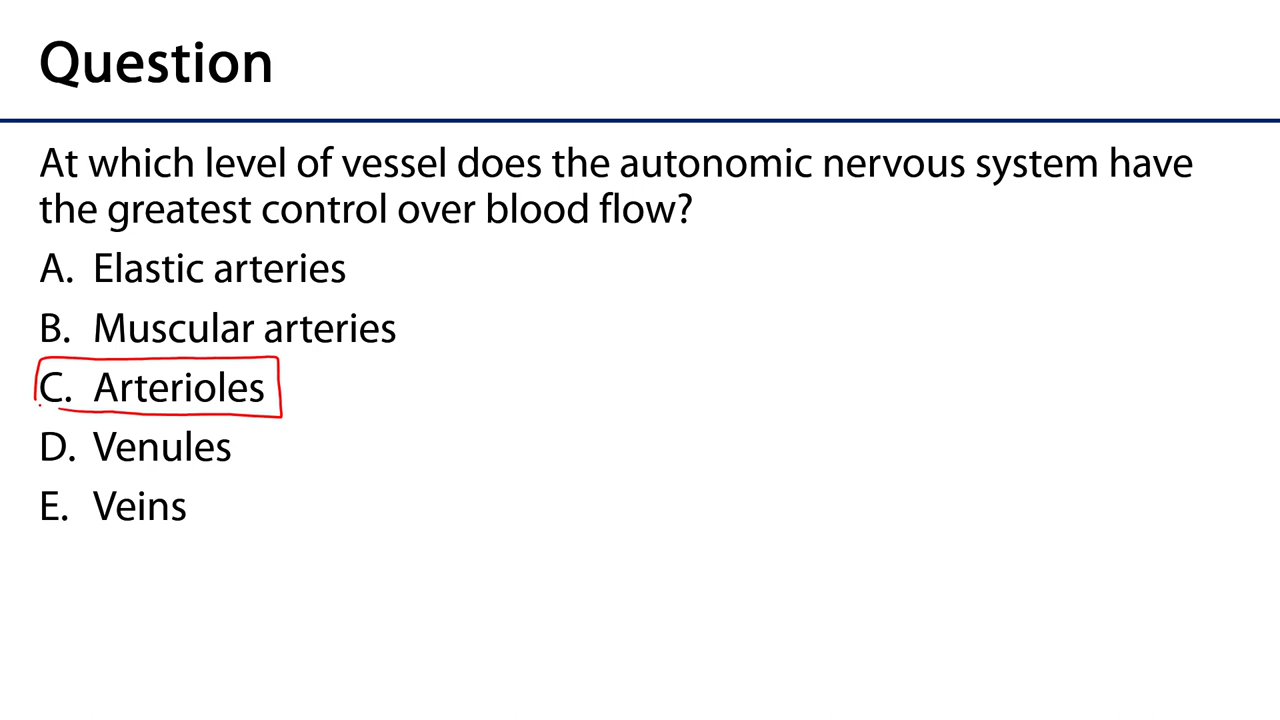 Question
At which level of vessel does the autonomic nervous system have
the greatest control over blood flow?
A. Elastic arteries
B. Muscular arteries
C. Arterioles
D. Venules
E. Veins